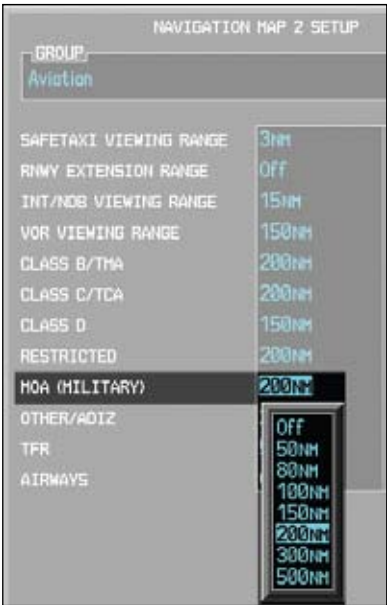 NAVIGATION MAP 2 SETUP
GROUP
Aviation
SAFETAXI VIEWING RANGE 3NM
RNWY EXTENSION RANGE Off
INT/NDB VIEWING RANGE 15NM
VOR VIEWING RANGE 150NM
CLASS B/TMA 200NM
CLASS C/TCA 200NM
CLASS D 150NM
RESTRICTED 200NM
MOA (MILITARY) 200NM
OTHER/ADIZ
TFR
AIRWAYS
Off
50NM
80NM
100NM
150NM
200NM
300NM
500NM